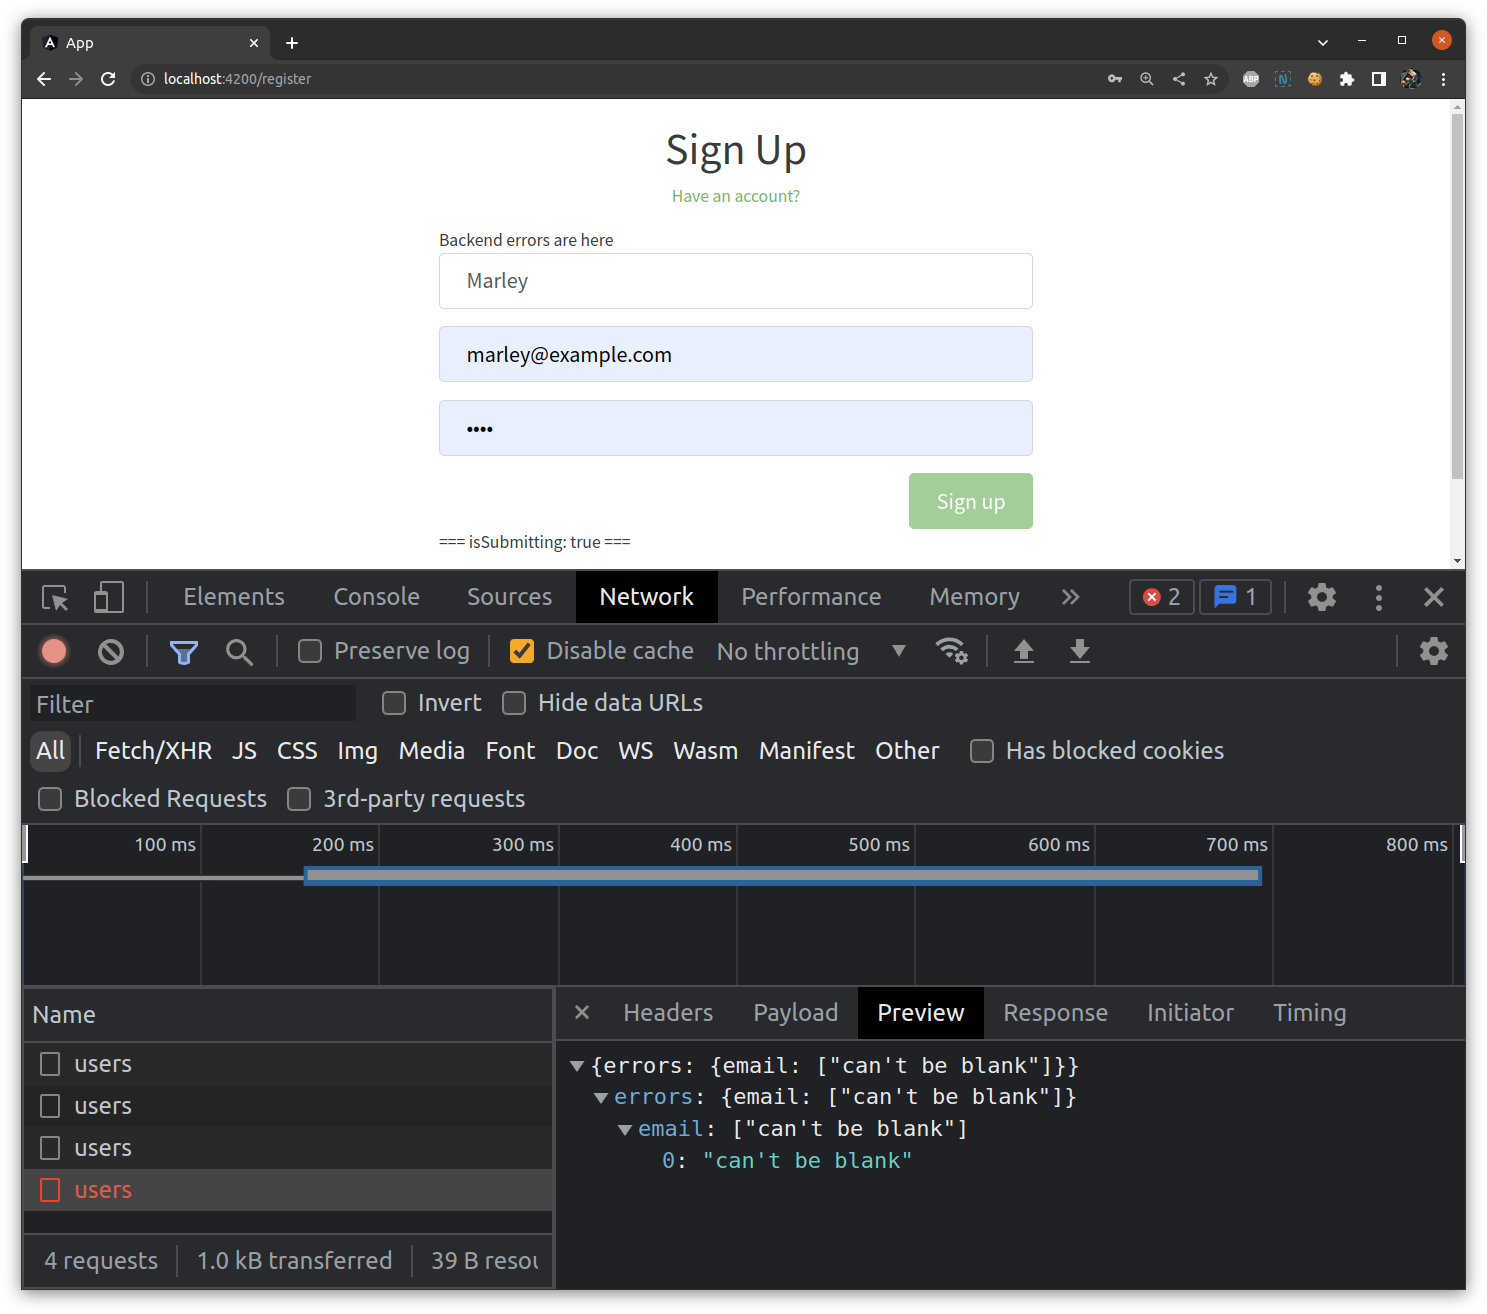 App
localhost:4200/register
ABP
N
Sign Up
Have an account?
Backend errors are here
Marley
marley@example.com
••••
Sign up
=== isSubmitting: true ===
Elements Console Sources Network Performance Memory 2 1
Preserve log Disable cache No throttling
Filter Invert Hide data URLs
All Fetch/XHR JS CSS Img Media Font Doc WS Wasm Manifest Other Has blocked cookies
Blocked Requests 3rd-party requests
100 ms 200 ms 300 ms 400 ms 500 ms 600 ms 700 ms 800 ms
Name
users
users
users
users
4 requests 1.0 kB transferred 39 B resou
Headers Payload Preview Response Initiator Timing
{errors: {email: ["can't be blank"]}}
errors: {email: ["can't be blank"]}
email: ["can't be blank"]
0: "can't be blank"